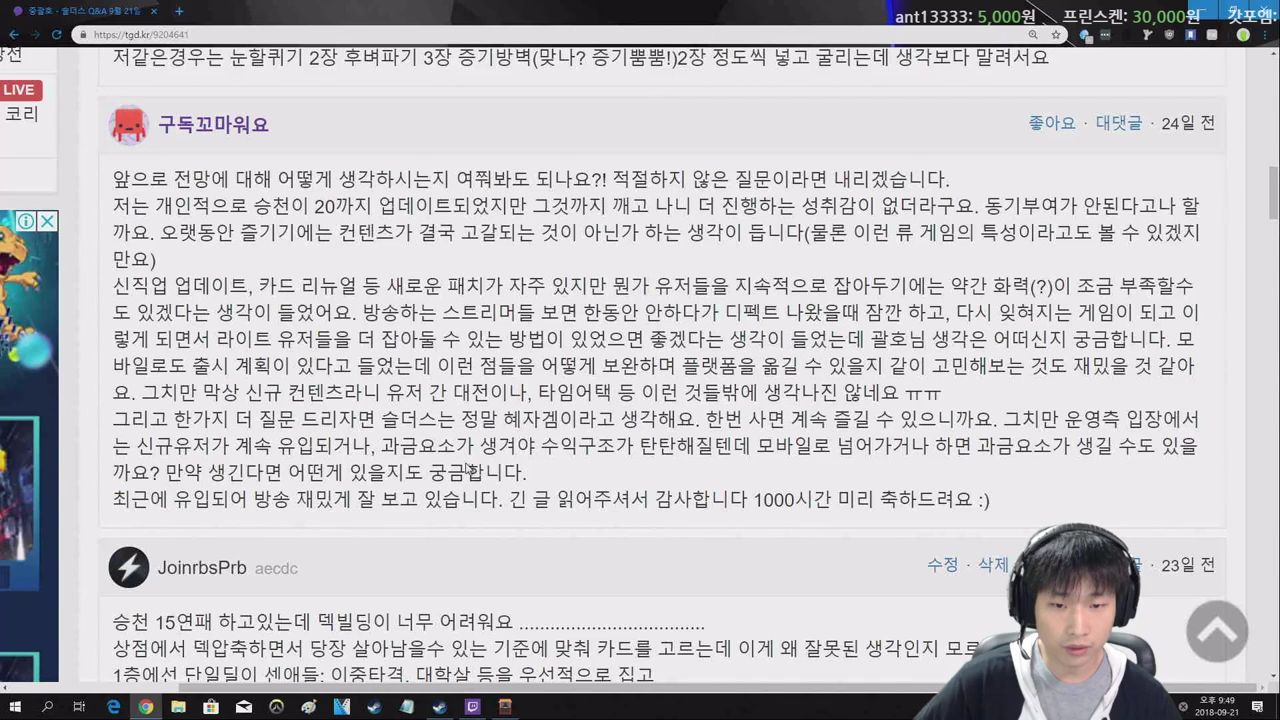 중괄호 - 슬더스 Q&A 9월 21일
ant13333: 5,000원
프린스켄: 30,000원
갓포엠:
https://tgd.kr/9204641
저같은경우는 눈할퀴기 2장 후벼파기 3장 증기방벽(맞나? 증기뿜뿜!)2장 정도씩 넣고 굴리는데 생각보다 말려서요
LIVE
코리
구독꼬마워요
좋아요 · 대댓글 · 24일 전
앞으로 전망에 대해 어떻게 생각하시는지 여쭤봐도 되나요?! 적절하지 않은 질문이라면 내리겠습니다.
저는 개인적으로 승천이 20까지 업데이트되었지만 그것까지 깨고 나니 더 진행하는 성취감이 없더라구요. 동기부여가 안된다고나 할
까요. 오랫동안 즐기기에는 컨텐츠가 결국 고갈되는 것이 아닌가 하는 생각이 듭니다(물론 이런 류 게임의 특성이라고도 볼 수 있겠지
만요)
신직업 업데이트, 카드 리뉴얼 등 새로운 패치가 자주 있지만 뭔가 유저들을 지속적으로 잡아두기에는 약간 화력(?)이 조금 부족할수
도 있겠다는 생각이 들었어요. 방송하는 스트리머들 보면 한동안 안하다가 디펙트 나왔을때 잠깐 하고, 다시 잊혀지는 게임이 되고 이
렇게 되면서 라이트 유저들을 더 잡아둘 수 있는 방법이 있었으면 좋겠다는 생각이 들었는데 괄호님 생각은 어떠신지 궁금합니다. 모
바일로도 출시 계획이 있다고 들었는데 이런 점들을 어떻게 보완하며 플랫폼을 옮길 수 있을지 같이 고민해보는 것도 재밌을 것 같아
요. 그치만 막상 신규 컨텐츠라니 유저 간 대전이나, 타임어택 등 이런 것들밖에 생각나진 않네요 ㅠㅠ
그리고 한가지 더 질문 드리자면 슬더스는 정말 혜자겜이라고 생각해요. 한번 사면 계속 즐길 수 있으니까요. 그치만 운영측 입장에서
는 신규유저가 계속 유입되거나, 과금요소가 생겨야 수익구조가 탄탄해질텐데 모바일로 넘어가거나 하면 과금요소가 생길 수도 있을
까요? 만약 생긴다면 어떤게 있을지도 궁금합니다.
최근에 유입되어 방송 재밌게 잘 보고 있습니다. 긴 글 읽어주셔서 감사합니다 1000시간 미리 축하드려요 :)
JoinrbsPrb aecdc
수정 · 삭제
23일 전
승천 15연패 하고있는데 덱빌딩이 너무 어려워요 ....................................
상점에서 덱압축하면서 당장 살아남을수 있는 기준에 맞춰 카드를 고르는데 이게 왜 잘못된 생각인지 모르
1층에선 단일딜이 센애들: 이중타격, 대학살 등을 우선적으로 집고
오후 9:49
2018-09-21